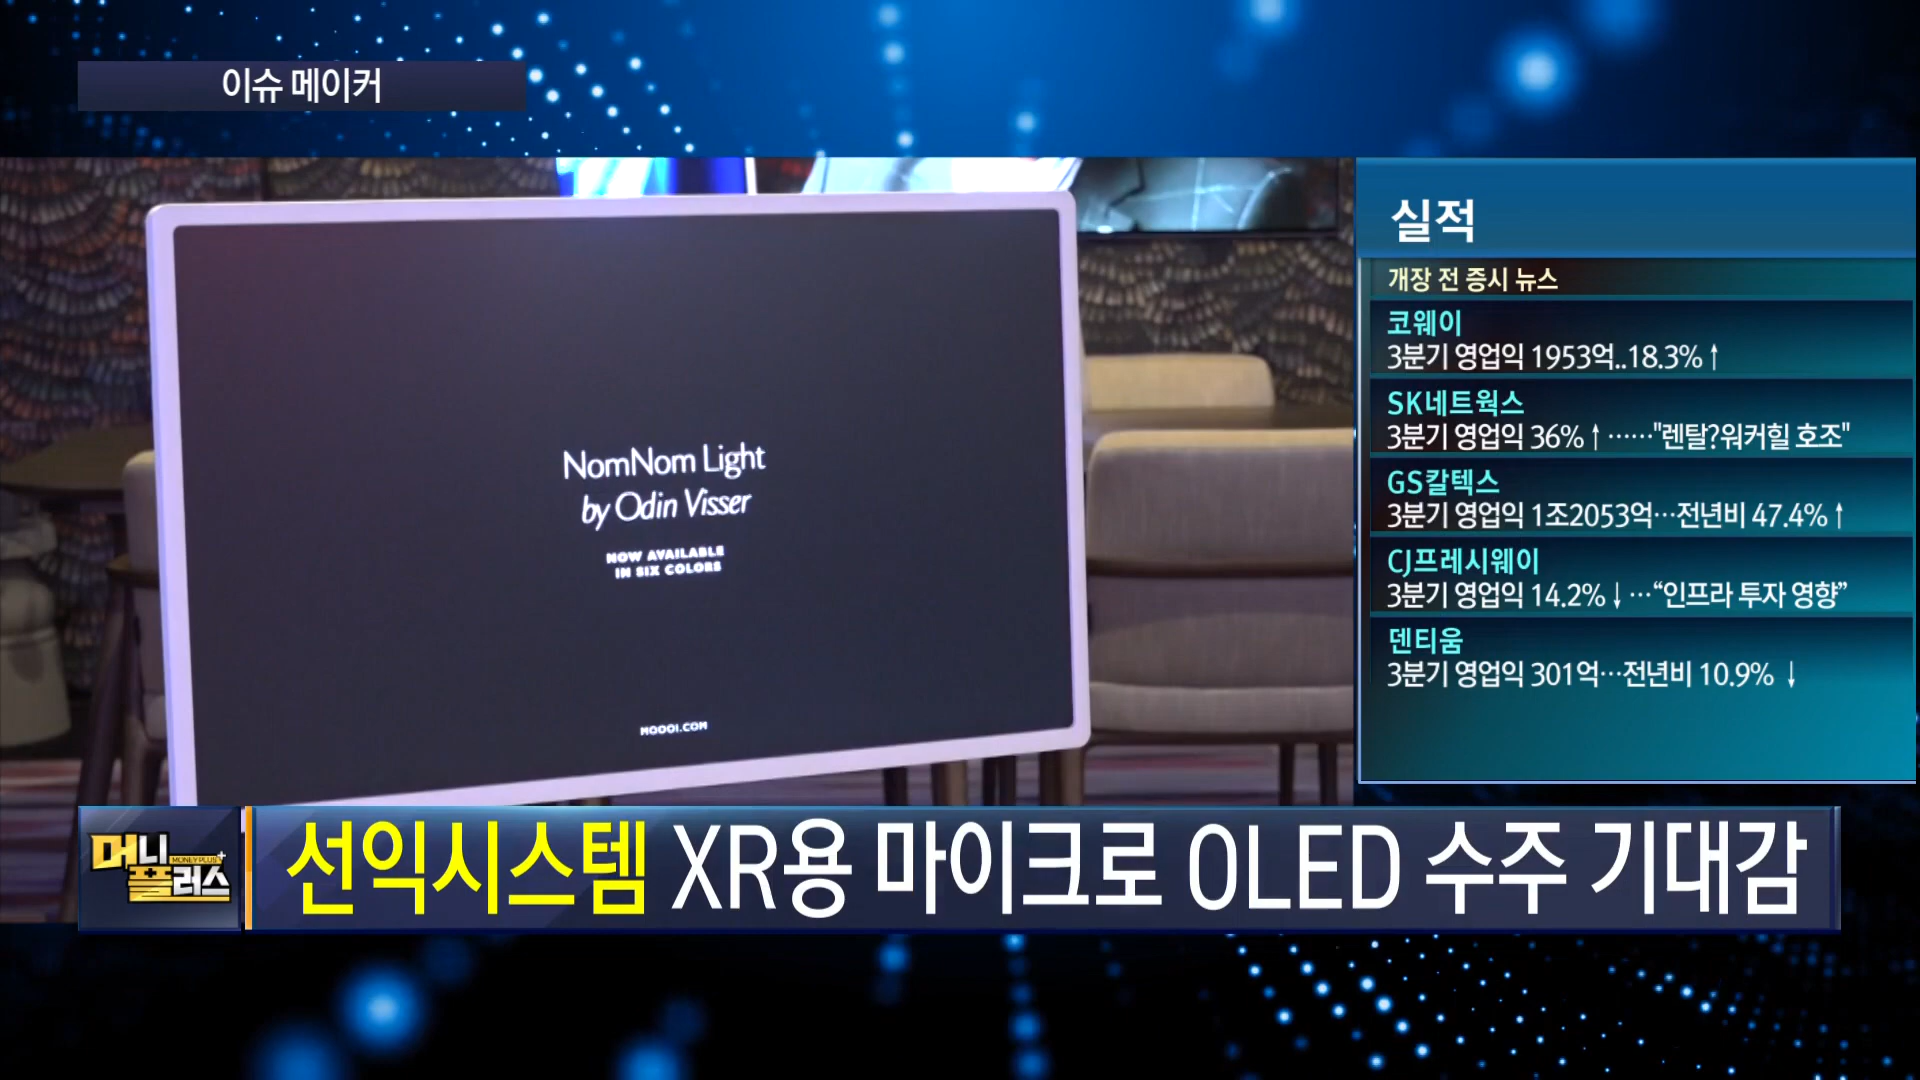 이슈 메이커
NomNom Light
by Odin Visser
NOW AVAILABLE
IN SIX COLORS
MOOOI.COM
실적
개장 전 증시 뉴스
코웨이
3분기 영업익 1953억..18.3%↑
SK네트웍스
3분기 영업익 36%↑……"렌탈?워커힐 호조"
GS칼텍스
3분기 영업익 1조2053억…전년비 47.4%↑
CJ프레시웨이
3분기 영업익 14.2%↓…“인프라 투자 영향”
덴티움
3분기 영업익 301억…전년비 10.9% ↓
머니
MONEYPLUS+
플러스
선익시스템 XR용 마이크로 OLED 수주 기대감